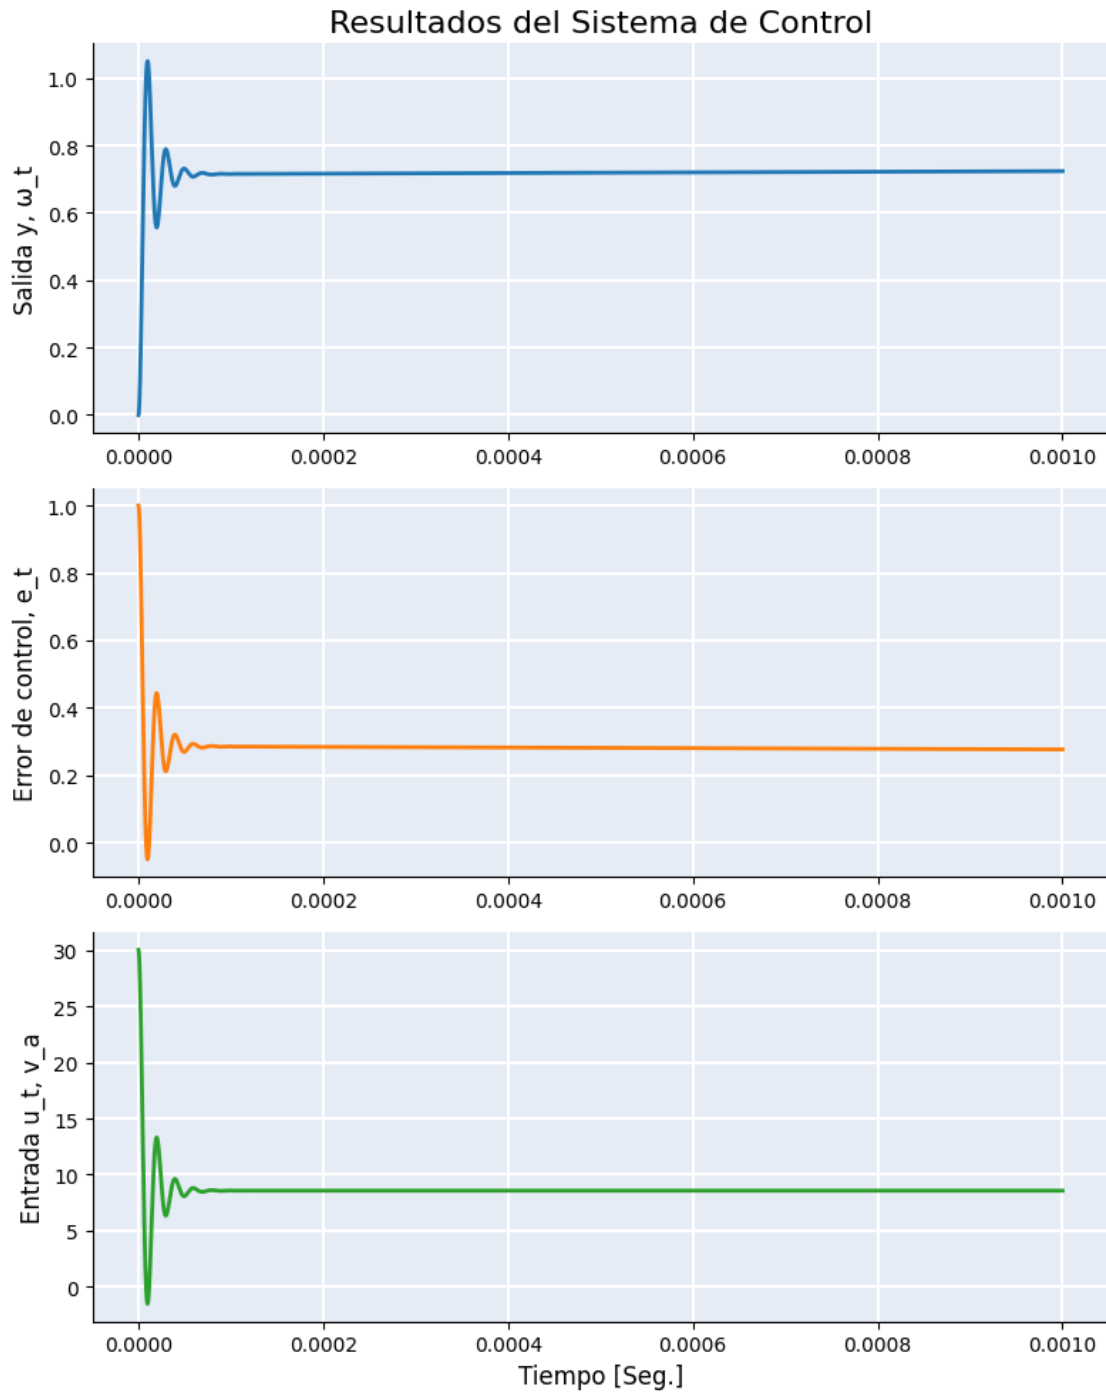 Resultados del Sistema de Control
Salida y, ω_t
1.0
0.8
0.6
0.4
0.2
0.0
0.0000 0.0002 0.0004 0.0006 0.0008 0.0010
Error de control, e_t
1.0
0.8
0.6
0.4
0.2
0.0
0.0000 0.0002 0.0004 0.0006 0.0008 0.0010
Entrada u_t, v_a
30
25
20
15
10
5
0
0.0000 0.0002 0.0004 0.0006 0.0008 0.0010
Tiempo [Seg.]